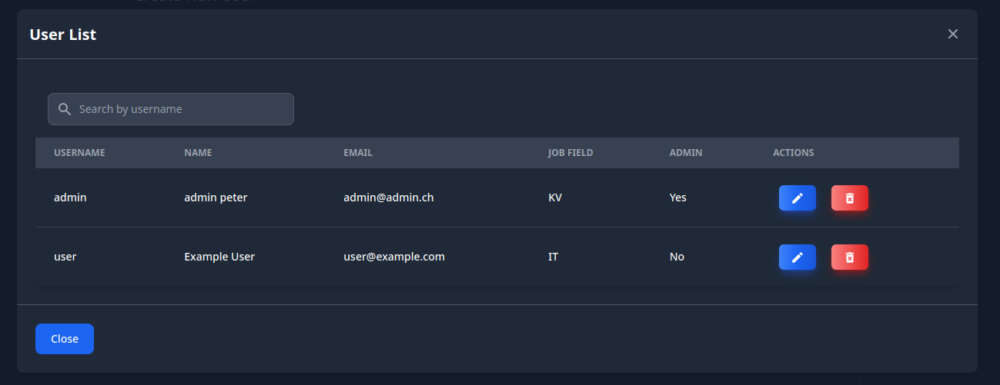 User List
Search by username
USERNAME NAME EMAIL JOB FIELD ADMIN ACTIONS
admin admin peter admin@admin.ch KV Yes
user Example User user@example.com IT No
Close